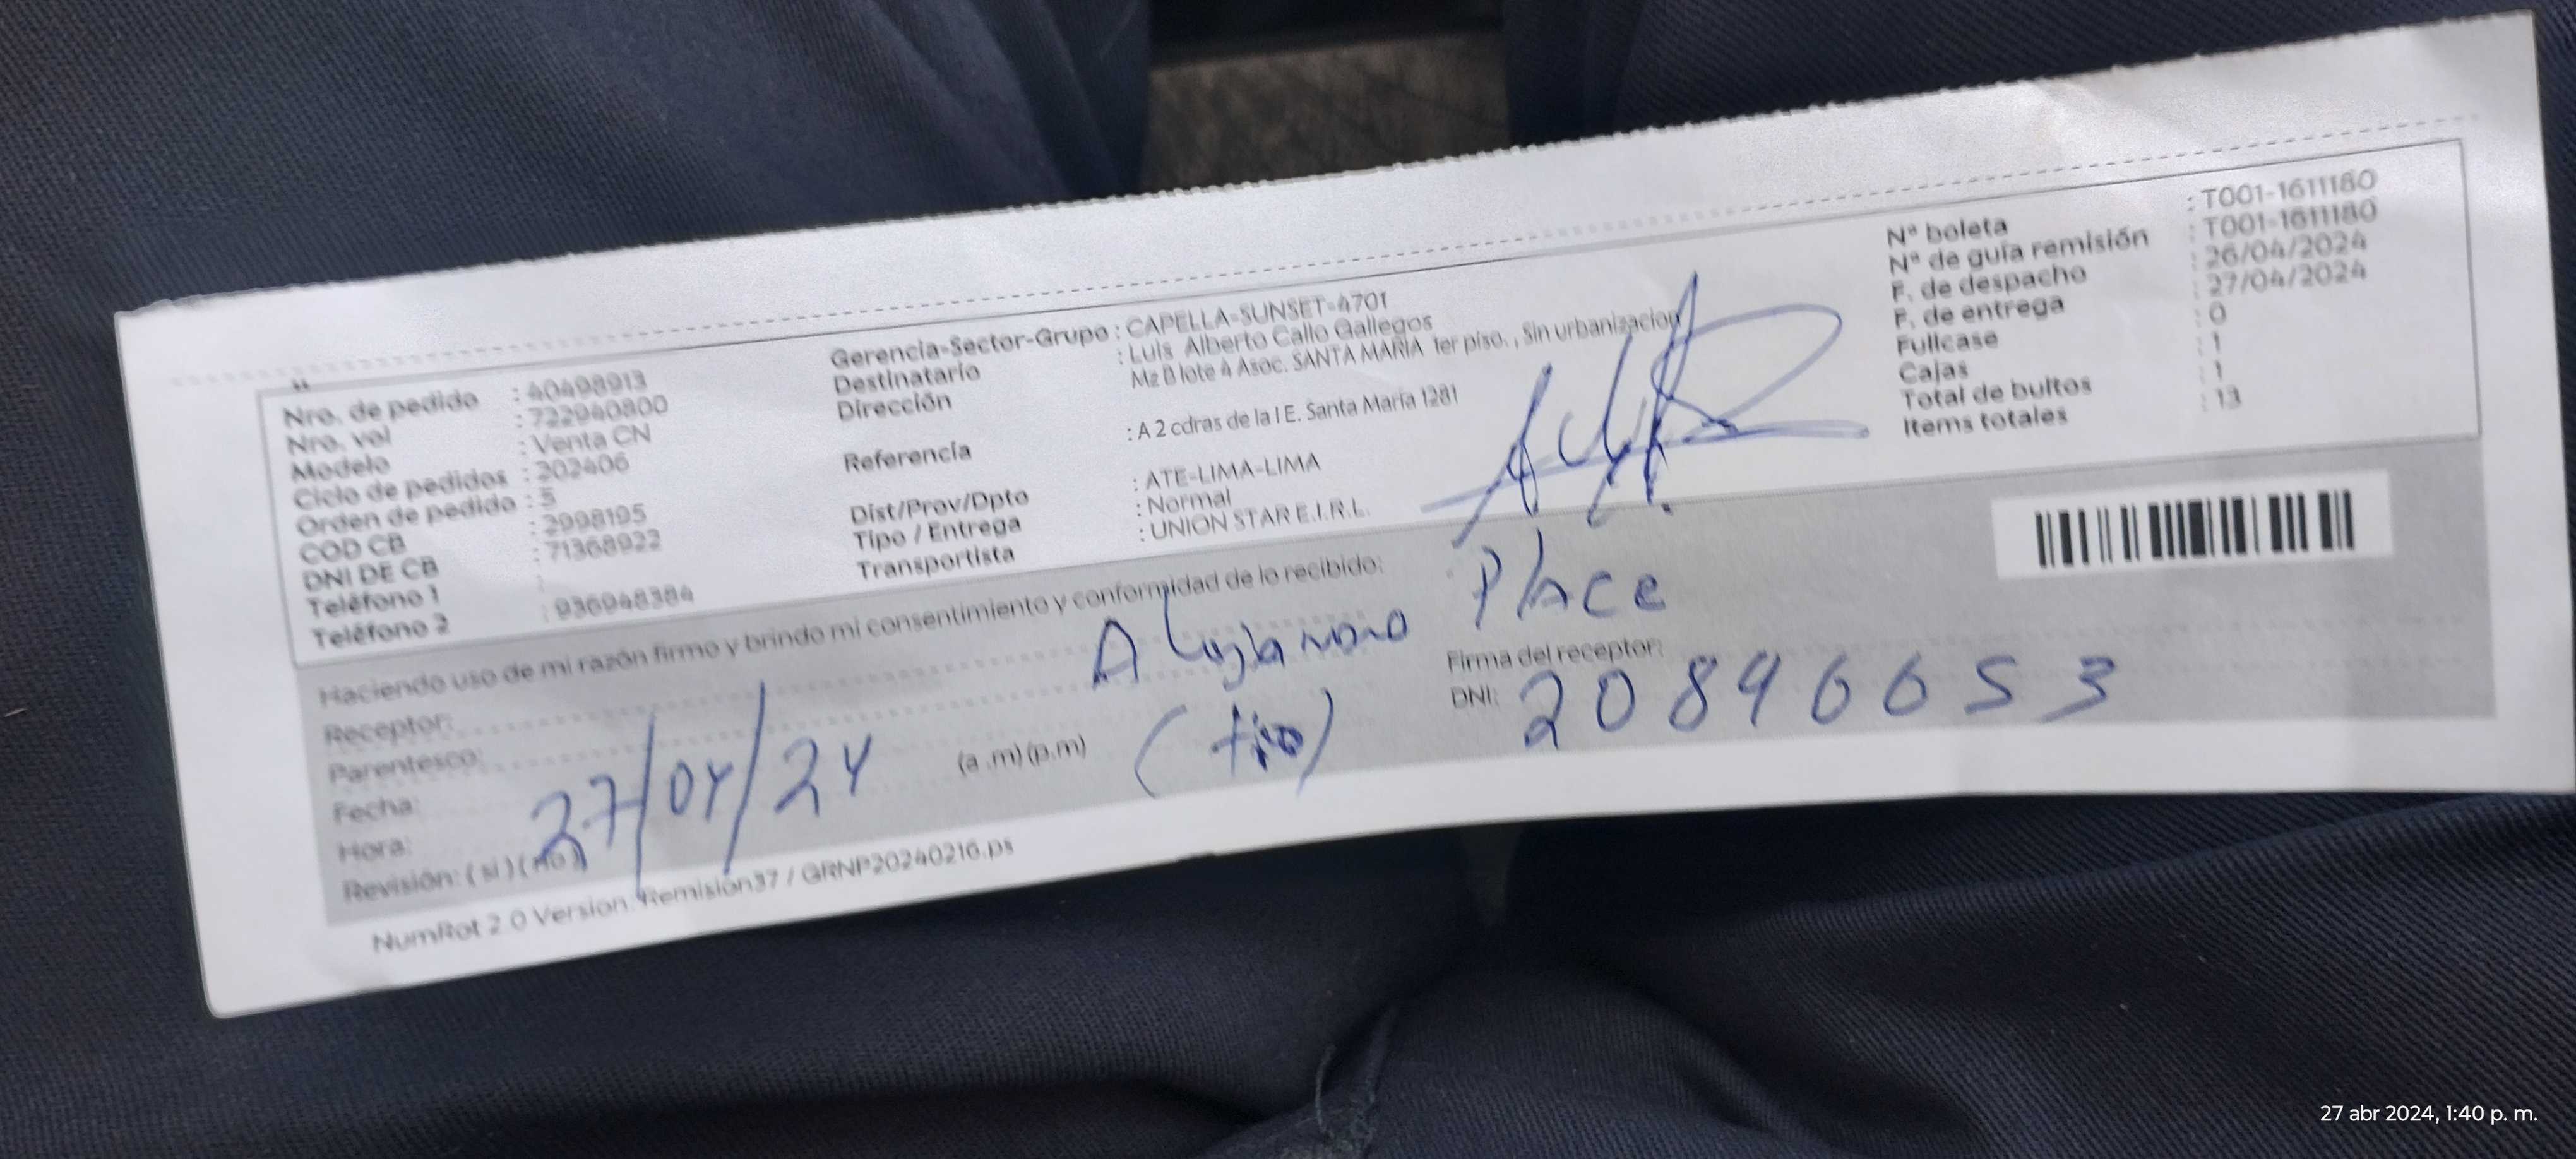 Nro. de pedido : 40498913
Nro. val : 722940800
Modelo : Venta CN
Ciclo de pedidos : 202406
Orden de pedido : 5
COD CB : 2998195
DNI DE CB : 71368922
Teléfono 1 :
Teléfono 2 : 936948384
Gerencia-Sector-Grupo : CAPELLA-SUNSET-4701
Destinatario : Luis Alberto Callo Gallegos
Dirección Mz B lote 4 Asoc. SANTA MARIA 1er piso. , Sin urbanizacion
Referencia : A 2 cdras de la I E. Santa María 1281
Dist/Prov/Dpto : ATE-LIMA-LIMA
Tipo / Entrega : Normal
Transportista : UNION STAR E.I.R.L.
Nª boleta : T001-1611180
Nª de guía remisión : T001-1611180
F. de despacho : 26/04/2024
F. de entrega : 27/04/2024
Fullcase : 0
Cajas : 1
Total de bultos : 1
Items totales : 13
Haciendo uso de mi razón firmo y brindo mi consentimiento y conformidad de lo recibido:
Receptor:
Place
Parentesco:
(tio)
Fecha:
27/04/24
Hora: (a .m) (p.m)
Revisión: ( si ) ( no )
Firma del receptor:
DNI: 20896653
NumRot 2.0 Version: Remision37 / GRNP20240216.ps
27 abr 2024, 1:40 p. m.